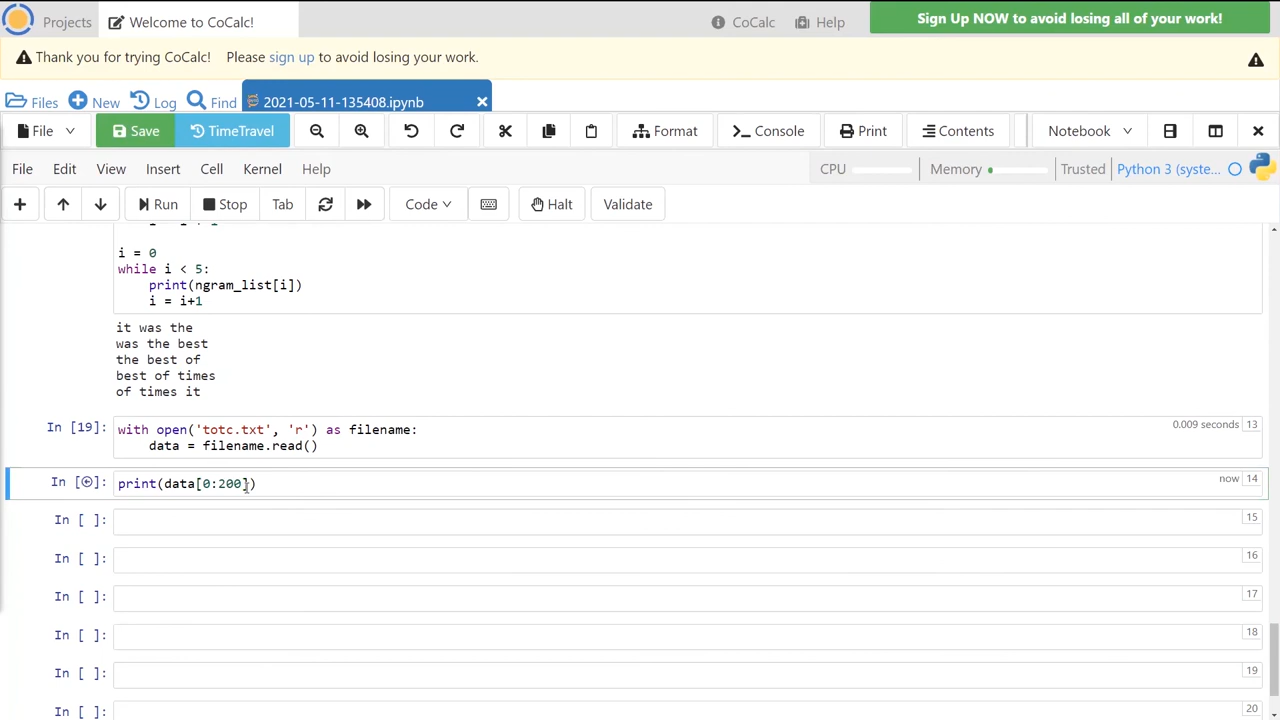 Projects
Welcome to CoCalc!
CoCalc
Help
Sign Up NOW to avoid losing all of your work!
Thank you for trying CoCalc! Please sign up to avoid losing your work.
Files
New
Log
Find
2021-05-11-135408.ipynb
File
Save
TimeTravel
Format
Console
Print
Contents
Notebook
File Edit View Insert Cell Kernel Help
CPU
Memory
Trusted
Python 3 (syste...
Run
Stop
Tab
Code
Halt
Validate
i = 0
while i < 5:
print(ngram_list[i])
i = i+1
it was the
was the best
the best of
best of times
of times it
In [19]:
with open('totc.txt', 'r') as filename:
data = filename.read()
0.009 seconds 13
In [ ]:
print(data[0:200])
now 14
In [ ]:
15
In [ ]:
16
In [ ]:
17
In [ ]:
18
In [ ]:
19
In [ ]:
20